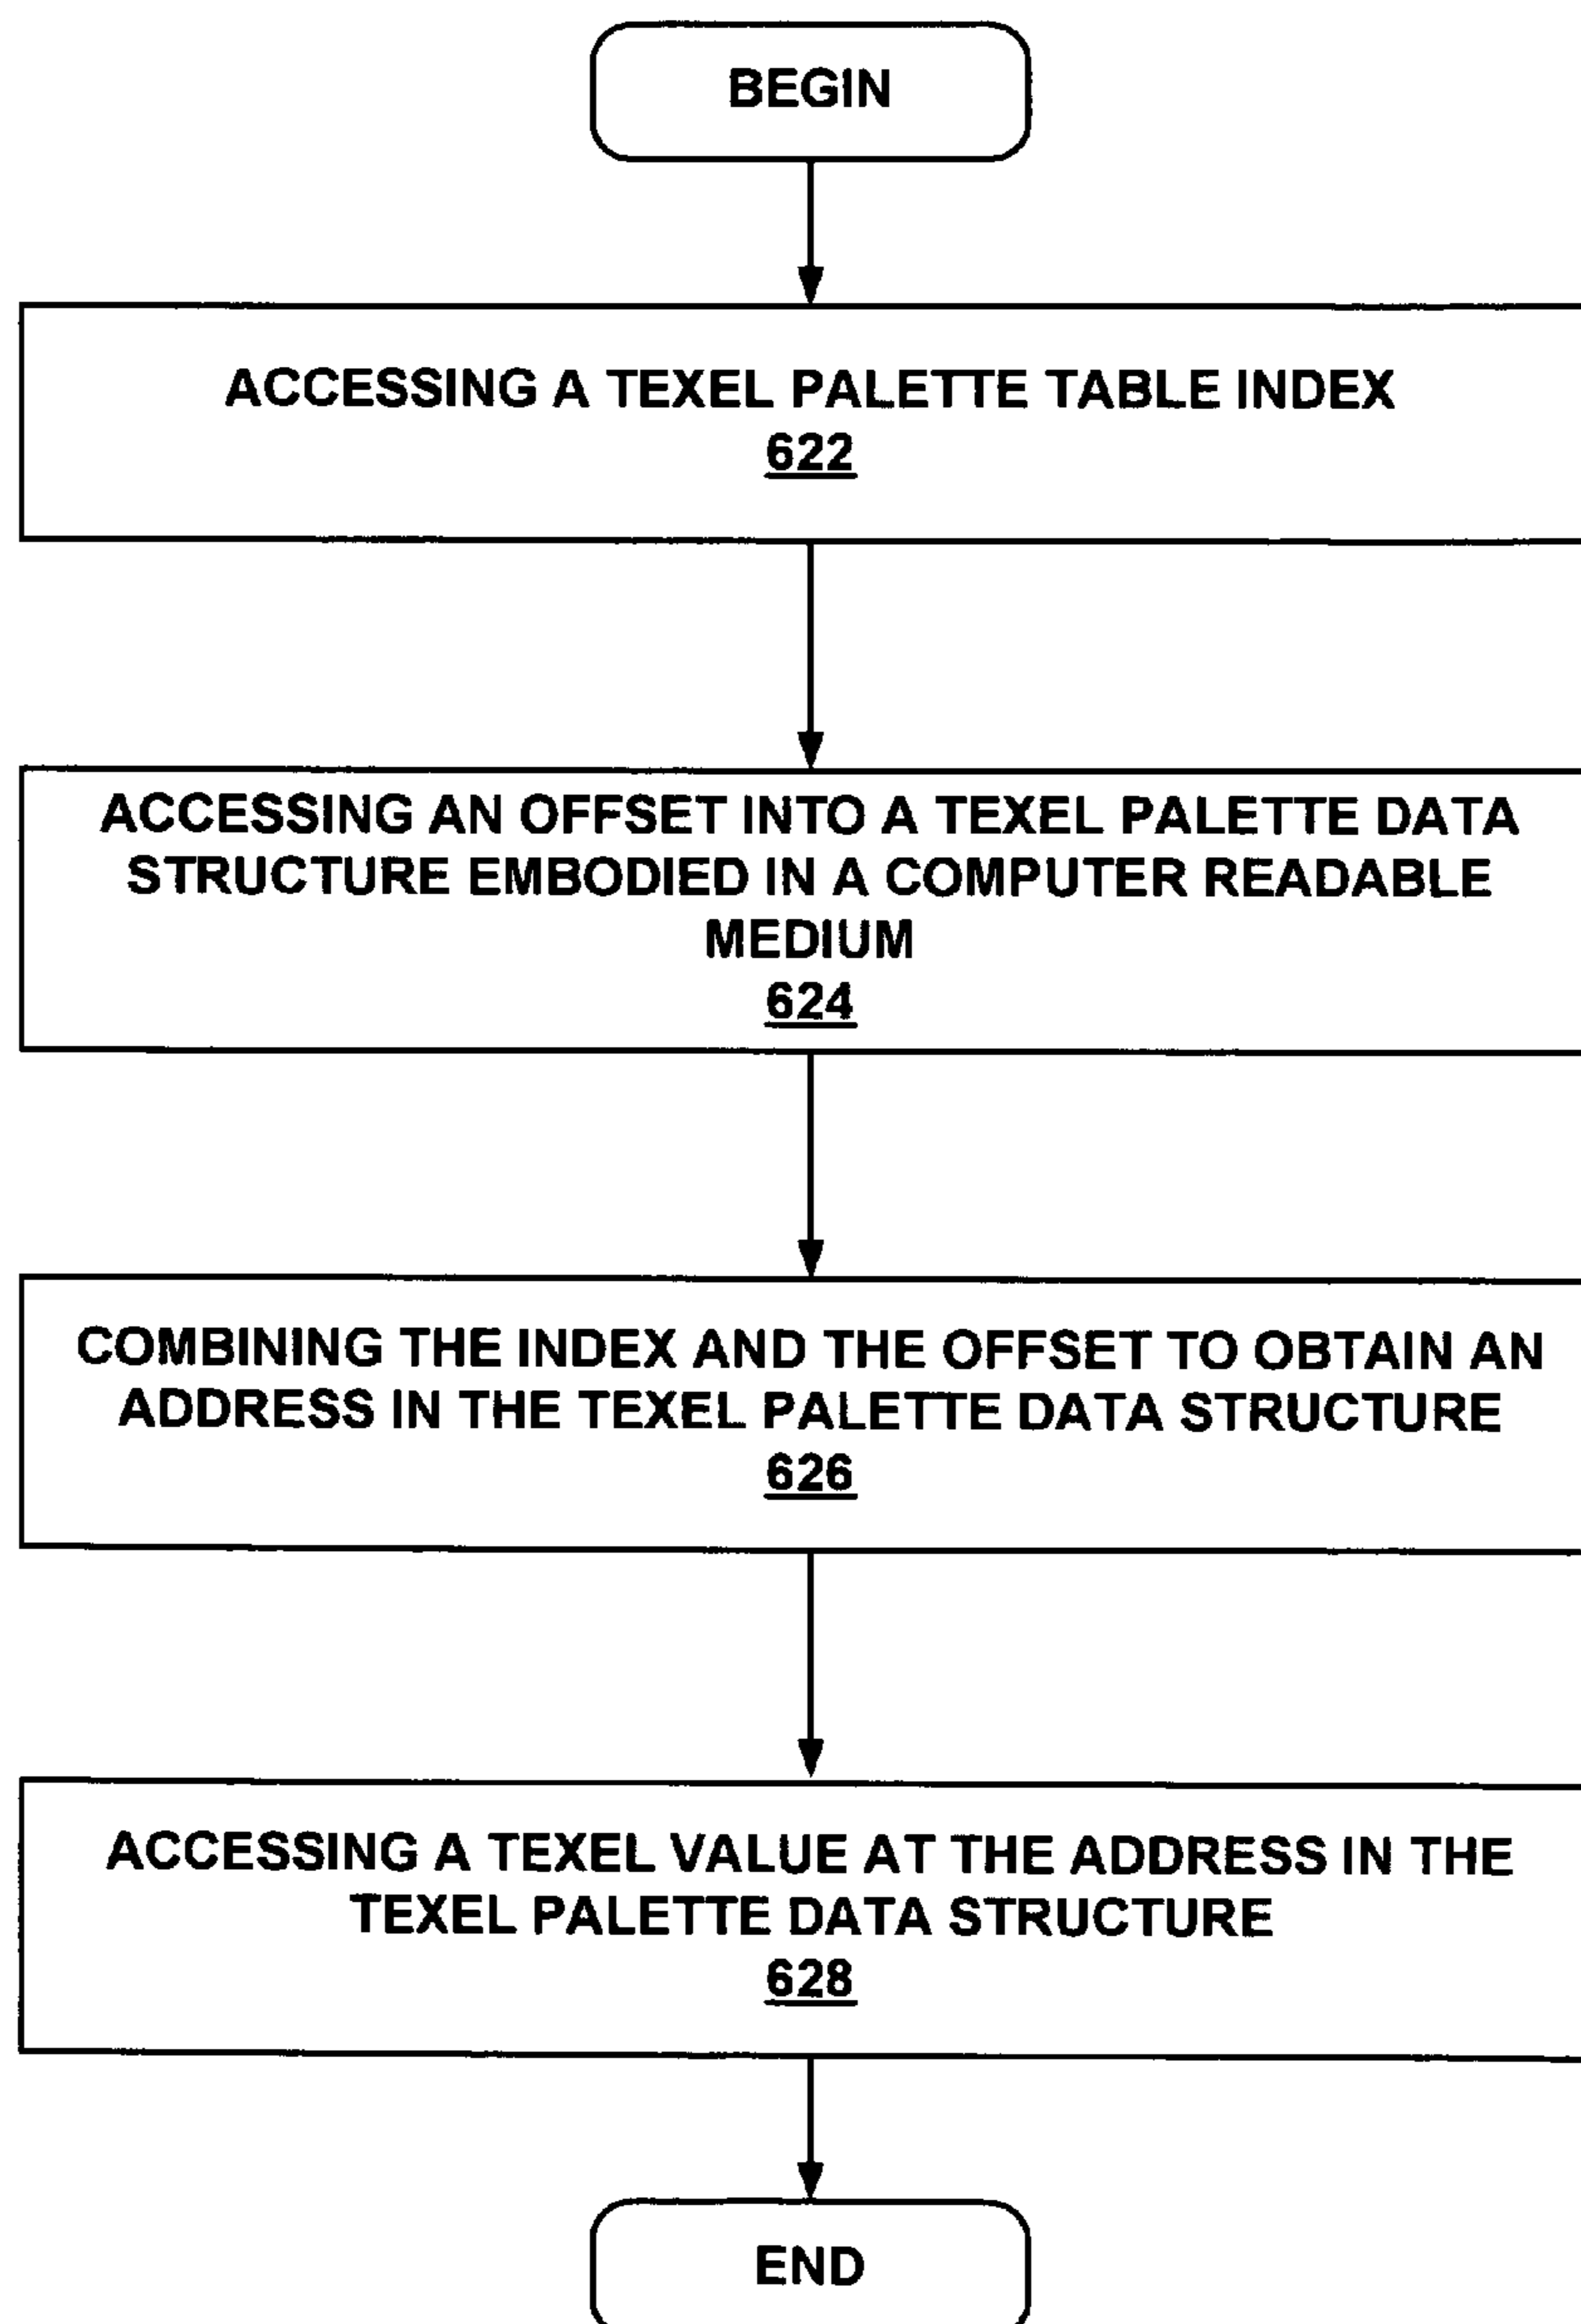 BEGIN
ACCESSING A TEXEL PALETTE TABLE INDEX
622
ACCESSING AN OFFSET INTO A TEXEL PALETTE DATA
STRUCTURE EMBODIED IN A COMPUTER READABLE
MEDIUM
624
COMBINING THE INDEX AND THE OFFSET TO OBTAIN AN
ADDRESS IN THE TEXEL PALETTE DATA STRUCTURE
626
ACCESSING A TEXEL VALUE AT THE ADDRESS IN THE
TEXEL PALETTE DATA STRUCTURE
628
END